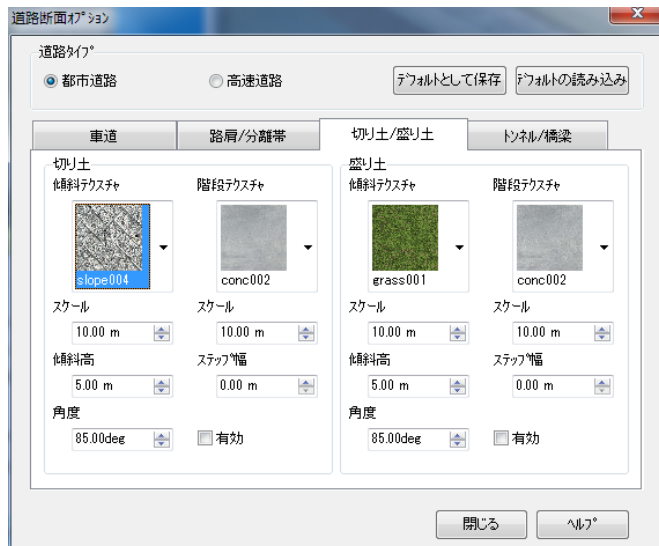 道路断面ｵﾌﾟｼｮﾝ
x
道路ﾀｲﾌﾟ
都市道路
高速道路
ﾃﾞﾌｫﾙﾄとして保存
ﾃﾞﾌｫﾙﾄの読み込み
車道
路肩/分離帯
切り土/盛り土
ﾄﾝﾈﾙ/橋梁
切り土
傾斜ﾃｸｽﾁｬ
階段ﾃｸｽﾁｬ
slope004
conc002
ｽｹｰﾙ
ｽｹｰﾙ
10.00 m
10.00 m
傾斜高
ｽﾃｯﾌﾟ幅
5.00 m
0.00 m
角度
85.00deg
有効
盛り土
傾斜ﾃｸｽﾁｬ
階段ﾃｸｽﾁｬ
grass001
conc002
ｽｹｰﾙ
ｽｹｰﾙ
10.00 m
10.00 m
傾斜高
ｽﾃｯﾌﾟ幅
5.00 m
0.00 m
角度
85.00deg
有効
閉じる
ﾍﾙﾌﾟ